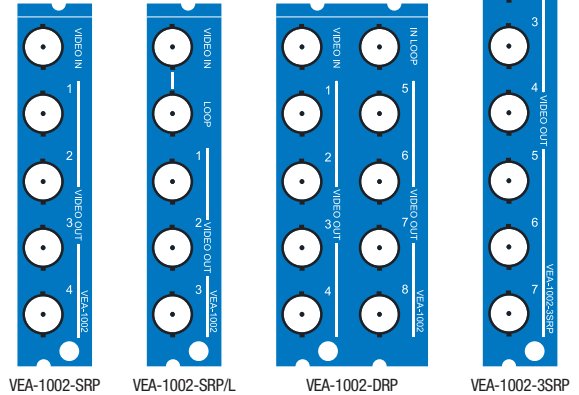 VIDEO IN
1
2
VIDEO OUT
3
4
VEA-1002
VEA-1002-SRP
VIDEO IN
LOOP
1
2
VIDEO OUT
3
VEA-1002
VEA-1002-SRP/L
VIDEO IN
IN LOOP
1
5
2
6
VIDEO OUT
VIDEO OUT
3
7
4
8
VEA-1002
VEA-1002-DRP
3
4
VIDEO OUT
5
6
7
VEA-1002-3SRP
VEA-1002-3SRP